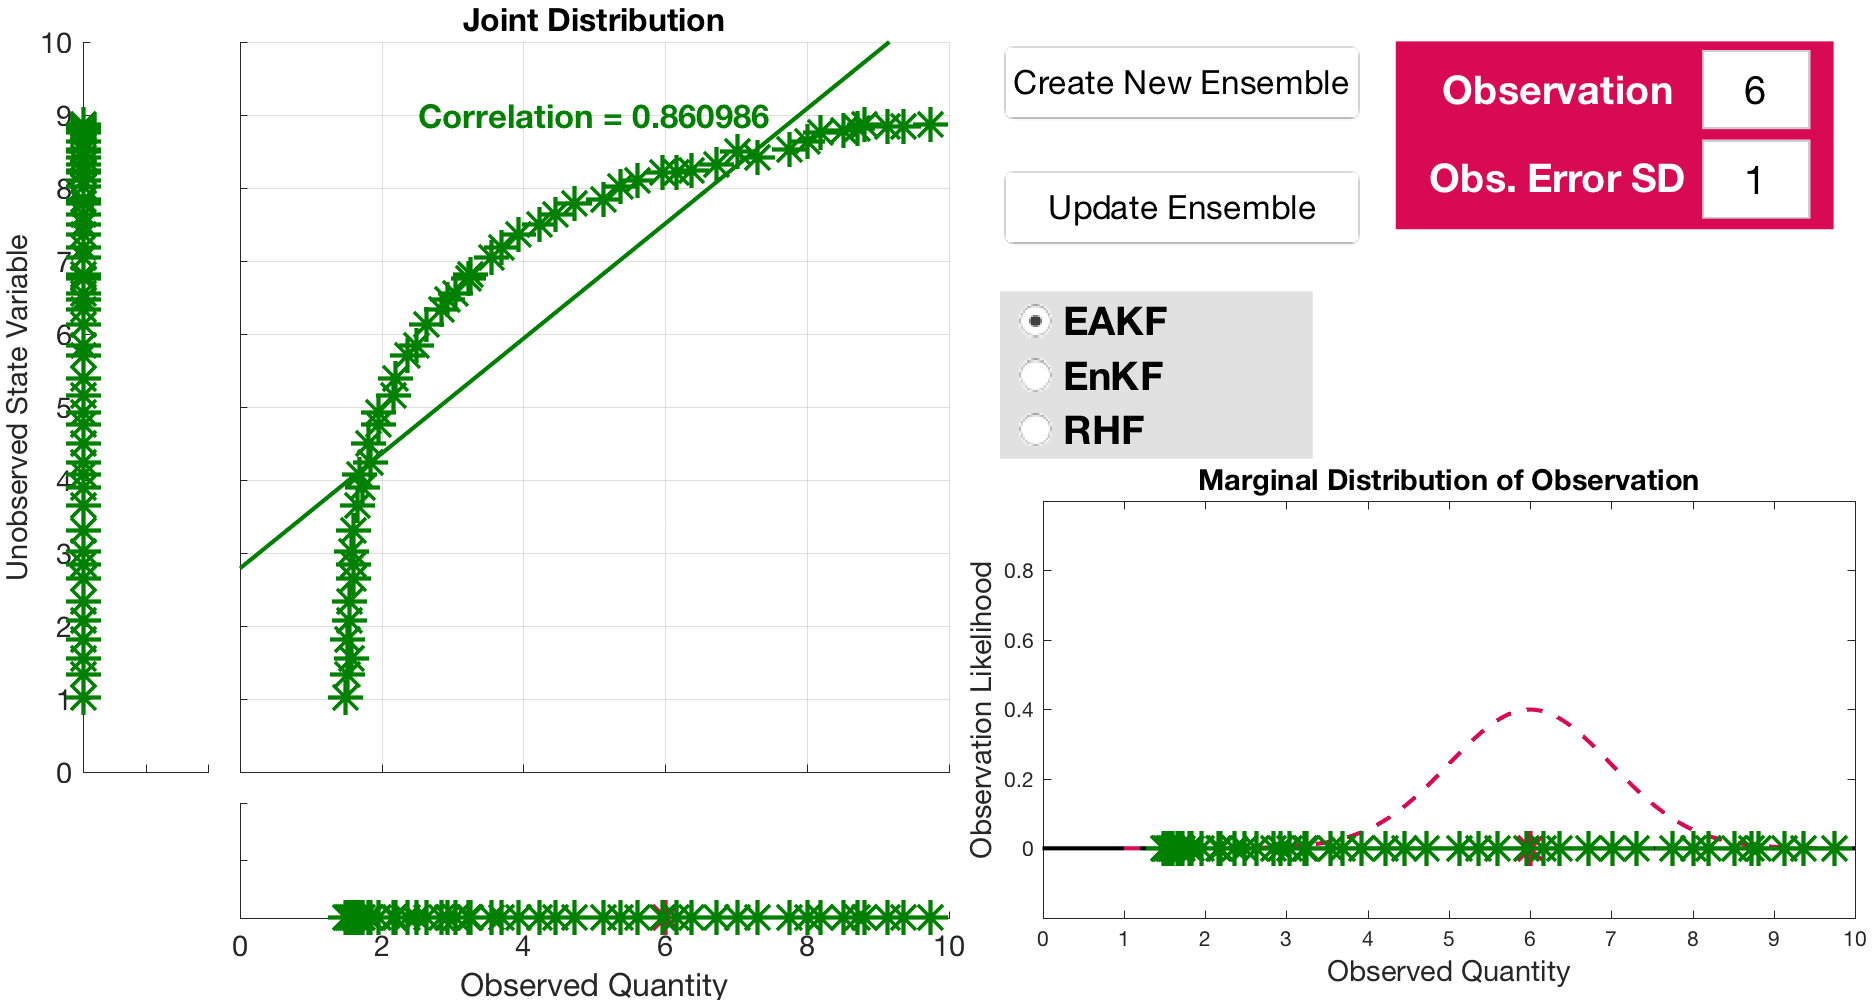 Joint Distribution
10
9
8
7
6
5
4
3
2
1
0
Unobserved State Variable
Correlation = 0.860986
0 2 4 6 8 10
Observed Quantity
Create New Ensemble
Update Ensemble
Observation 6
Obs. Error SD 1
EAKF
EnKF
RHF
Marginal Distribution of Observation
0.8
0.6
0.4
0.2
0
Observation Likelihood
0 1 2 3 4 5 6 7 8 9 10
Observed Quantity